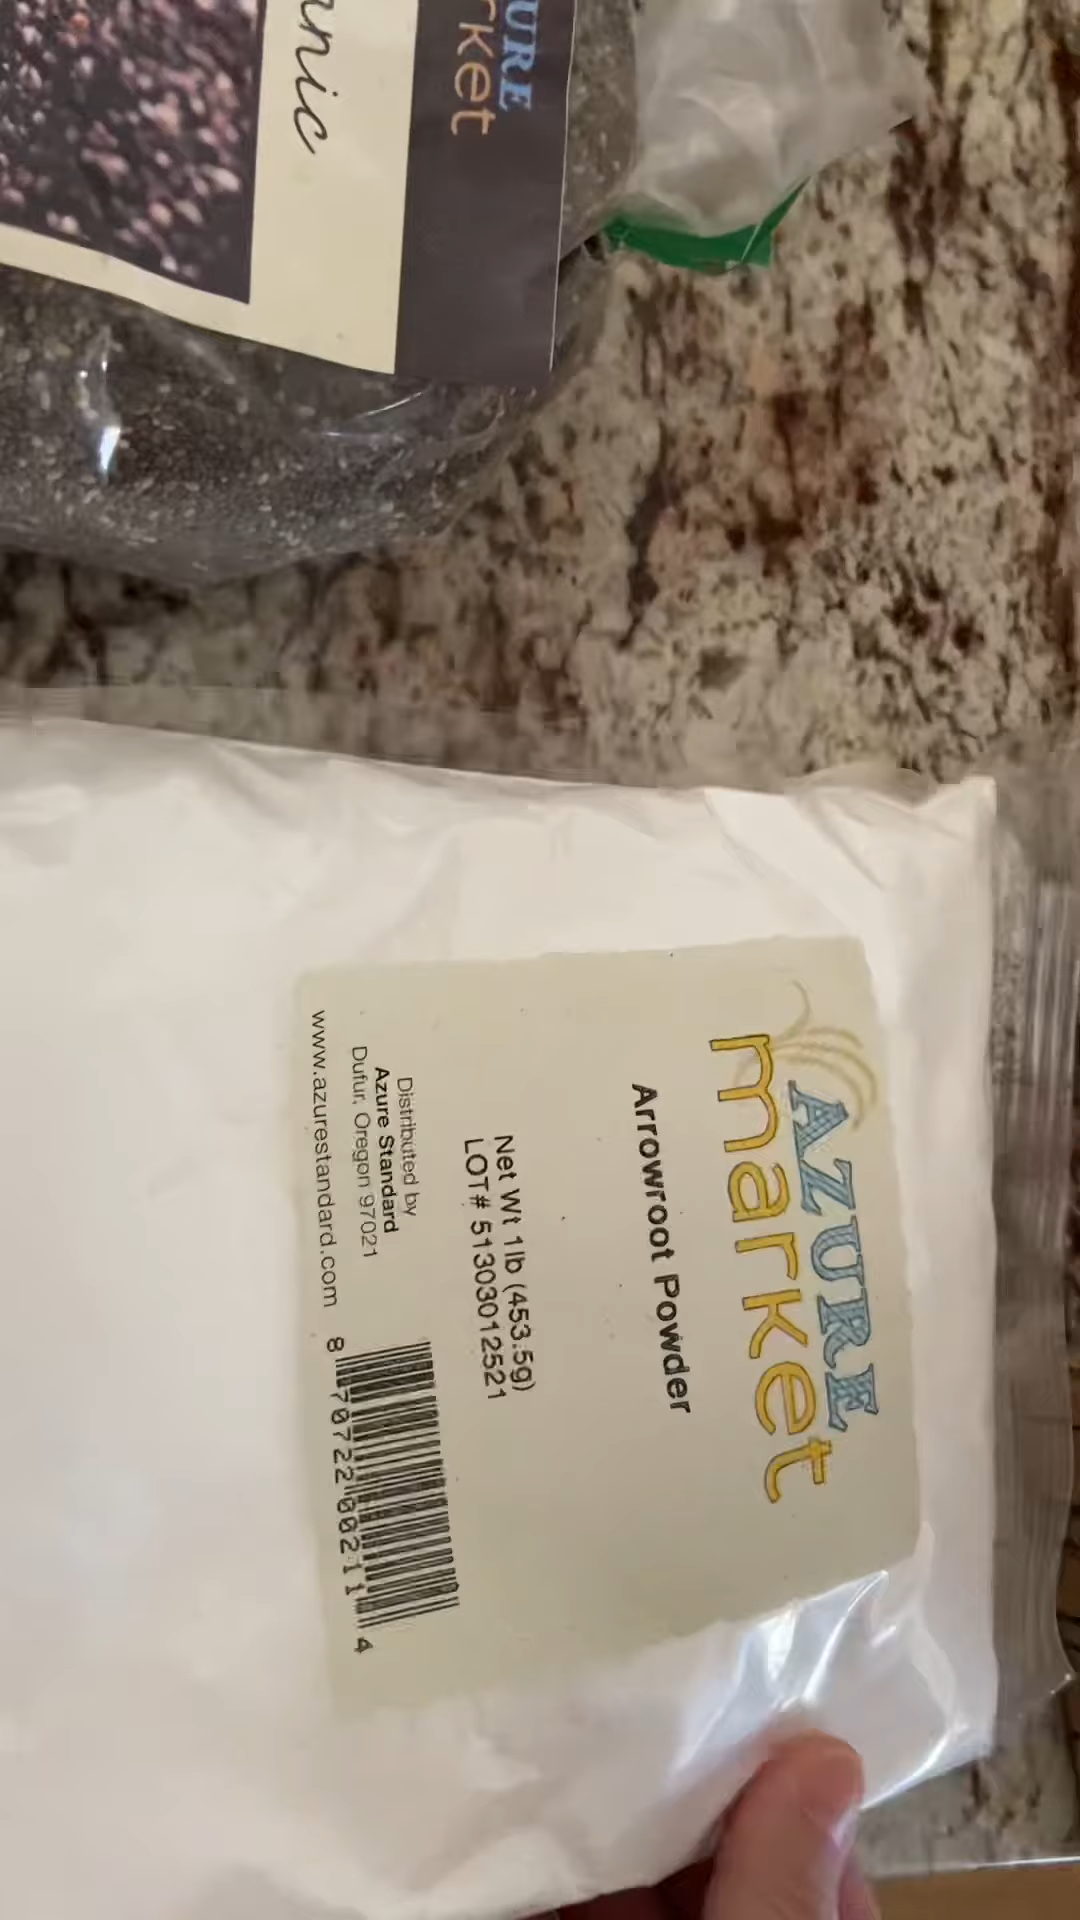 URE
rket
nic
AZURE
market
Arrowroot Powder
Net Wt 1lb (453.5g)
LOT# 51303012521
Distributed by
Azure Standard
Dufur, Oregon 97021
www.azurestandard.com
8 70722 00211 4